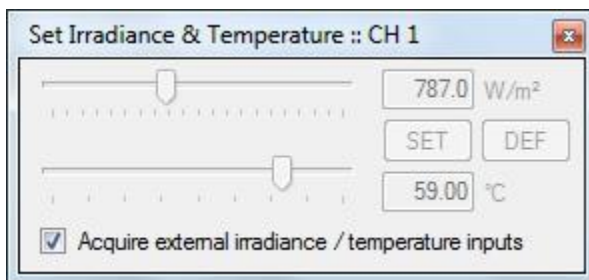 Set Irradiance & Temperature :: CH 1
787.0 W/m²
SET DEF
59.00 °C
Acquire external irradiance / temperature inputs